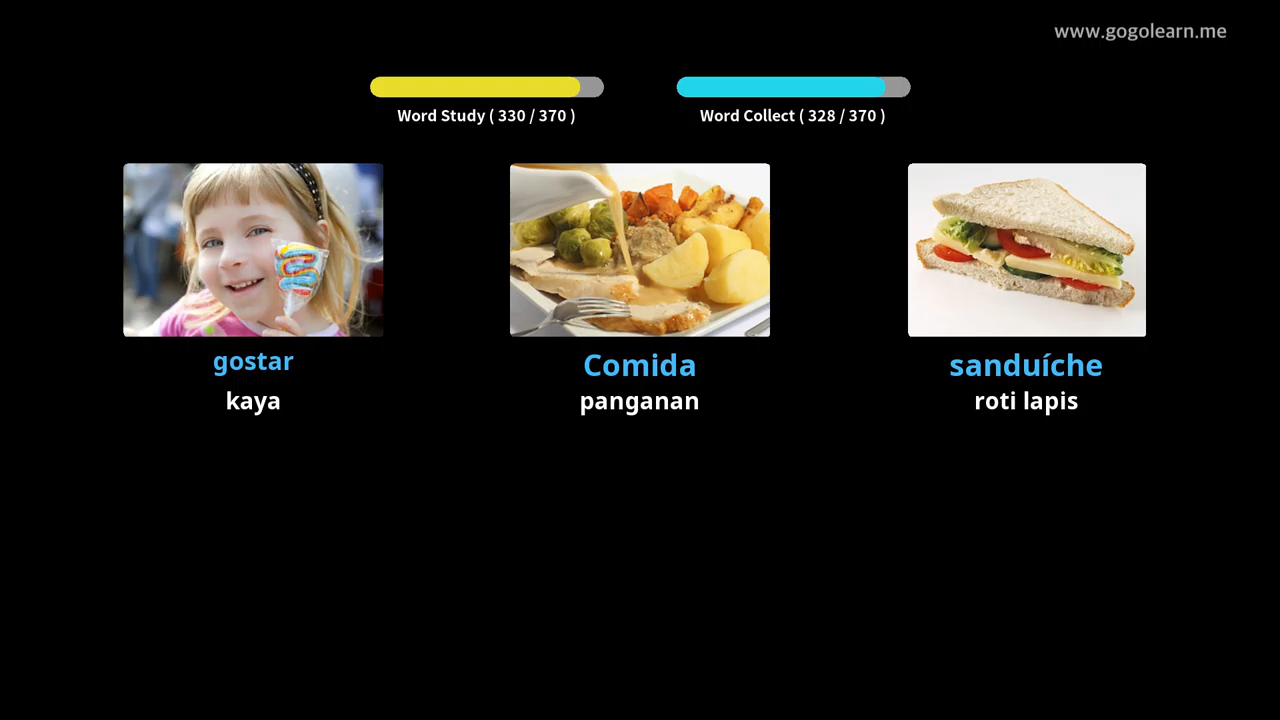 www.gogolearn.me
Word Study ( 330 / 370 )
Word Collect ( 328 / 370 )
gostar
kaya
Comida
panganan
sanduíche
roti lapis